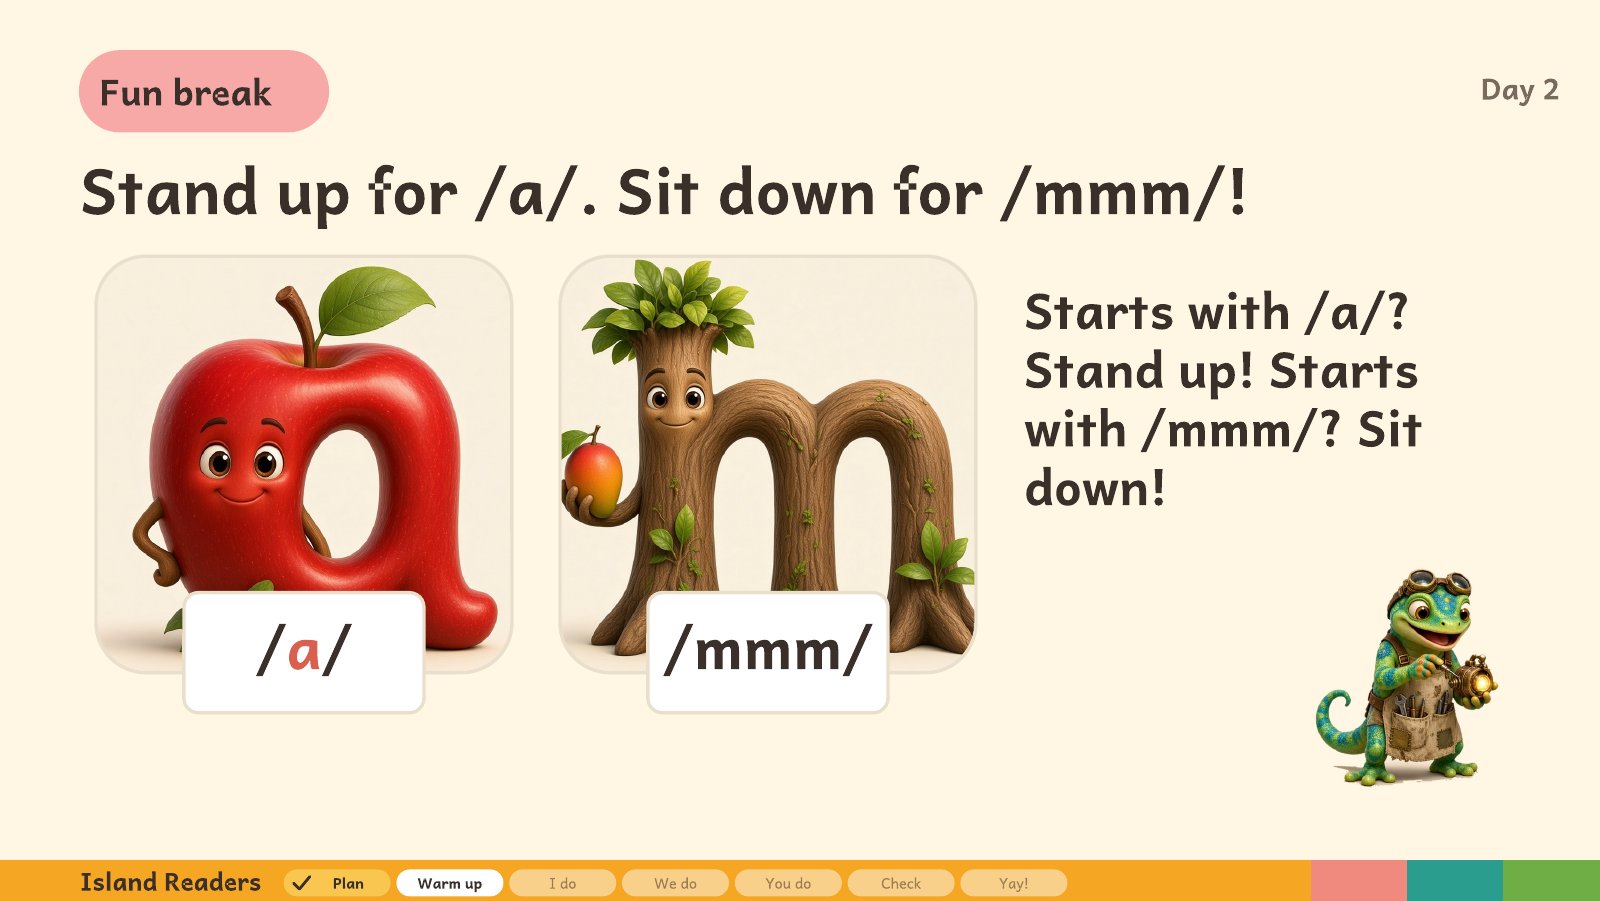 Fun break
Day 2
Stand up for /a/. Sit down for /mmm/!
Starts with /a/?
Stand up! Starts
with /mmm/? Sit
down!
/a/
/mmm/
Island Readers
Plan
Warm up
I do
We do
You do
Check
Yay!